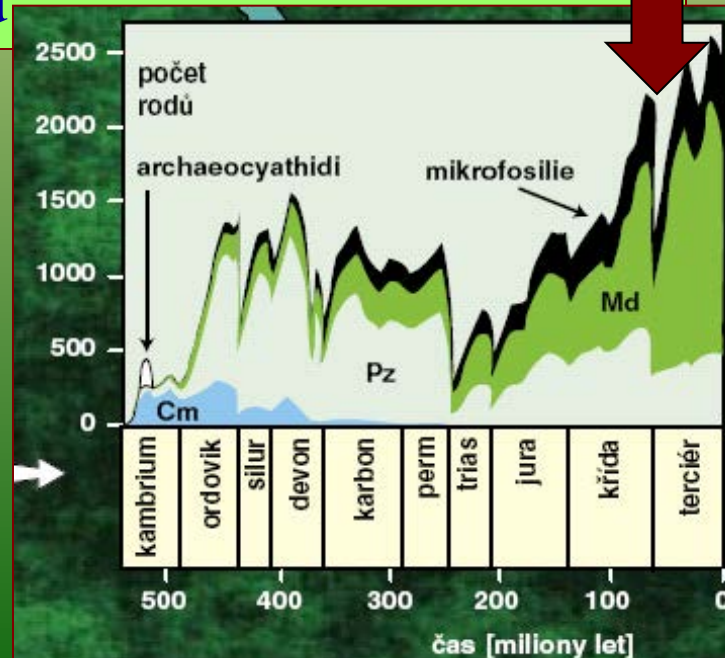 2500
2000
1500
1000
500
0
počet
rodů
archaeocyathidi
mikrofosilie
Md
Pz
Cm
kambrium
ordovik
silur
devon
karbon
perm
trias
jura
křída
terciér
500 400 300 200 100 0
čas [miliony let]